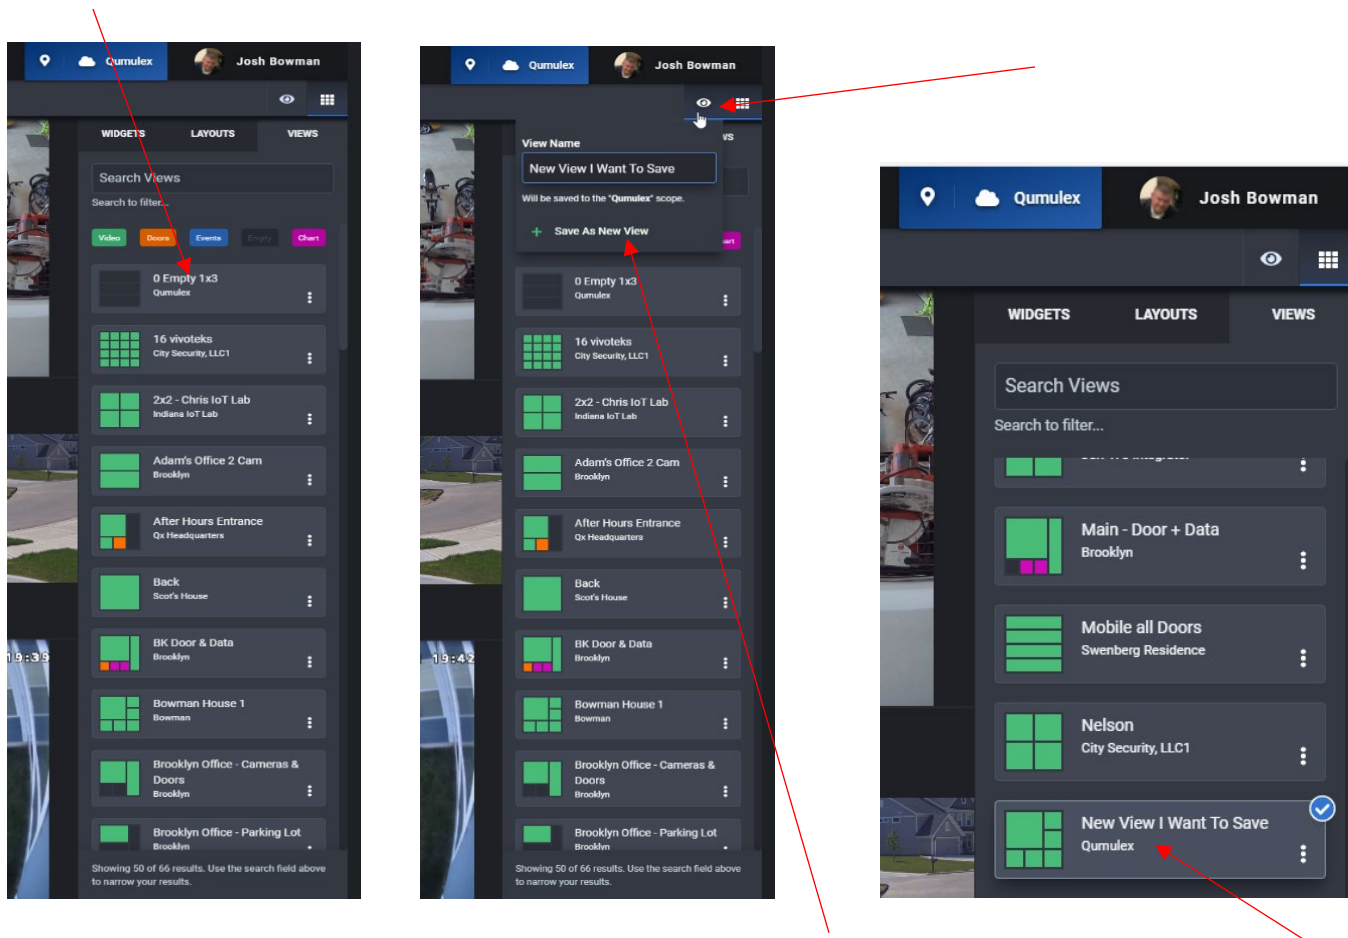 Qumulex
Josh Bowman
WIDGETS
LAYOUTS
VIEWS
Search Views
Search to filter...
Video
Doors
Events
Empty
Chart
0 Empty 1x3
Qumulex
16 vivoteks
City Security, LLC1
2x2 - Chris IoT Lab
Indiana IoT Lab
Adam's Office 2 Cam
Brooklyn
After Hours Entrance
Qx Headquarters
Back
Scot's House
BK Door & Data
Brooklyn
19:39
Bowman House 1
Bowman
Brooklyn Office - Cameras &
Doors
Brooklyn
Brooklyn Office - Parking Lot
Brooklyn
Showing 50 of 66 results. Use the search field above
to narrow your results.
Qumulex
Josh Bowman
WS
View Name
New View I Want To Save
Will be saved to the "Qumulex" scope.
+ Save As New View
art
0 Empty 1x3
Qumulex
16 vivoteks
City Security, LLC1
2x2 - Chris IoT Lab
Indiana IoT Lab
Adam's Office 2 Cam
Brooklyn
After Hours Entrance
Qx Headquarters
Back
Scot's House
BK Door & Data
Brooklyn
19:42
Bowman House 1
Bowman
Brooklyn Office - Cameras &
Doors
Brooklyn
Brooklyn Office - Parking Lot
Brooklyn
Showing 50 of 66 results. Use the search field above
to narrow your results.
Qumulex
Josh Bowman
WIDGETS
LAYOUTS
VIEWS
Search Views
Search to filter...
Main - Door + Data
Brooklyn
Mobile all Doors
Swenberg Residence
Nelson
City Security, LLC1
New View I Want To Save
Qumulex